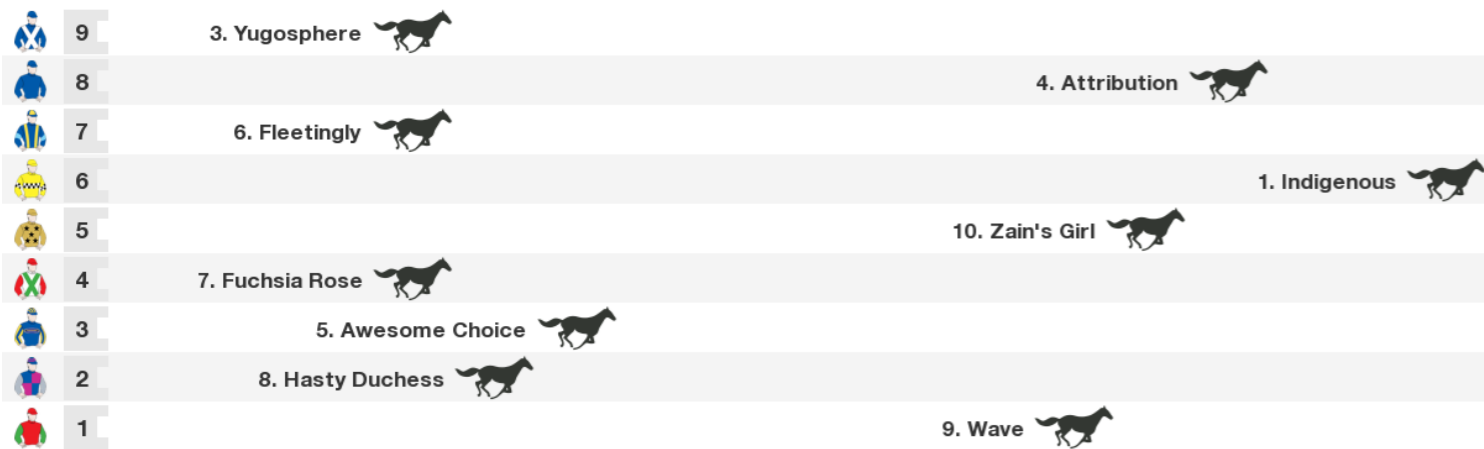 9 3. Yugosphere
8 4. Attribution
7 6. Fleetingly
6 1. Indigenous
5 10. Zain's Girl
4 7. Fuchsia Rose
3 5. Awesome Choice
2 8. Hasty Duchess
1 9. Wave